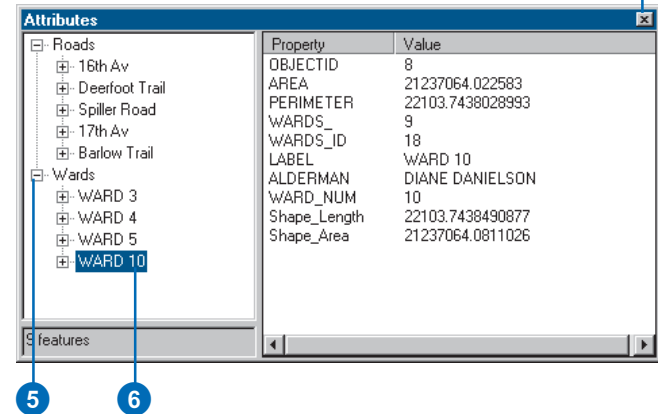 Attributes
Roads
16th Av
Deerfoot Trail
Spiller Road
17th Av
Barlow Trail
Wards
WARD 3
WARD 4
WARD 5
WARD 10
9 features
Property Value
OBJECTID 8
AREA 21237064.022583
PERIMETER 22103.7438028993
WARDS_ 9
WARDS_ID 18
LABEL WARD 10
ALDERMAN DIANE DANIELSON
WARD_NUM 10
Shape_Length 22103.7438490877
Shape_Area 21237064.0811026
5 6